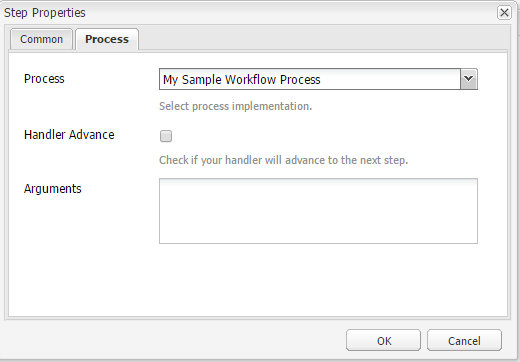 Step Properties
Common Process
Process My Sample Workflow Process
Select process implementation.
Handler Advance
Check if your handler will advance to the next step.
Arguments
OK Cancel